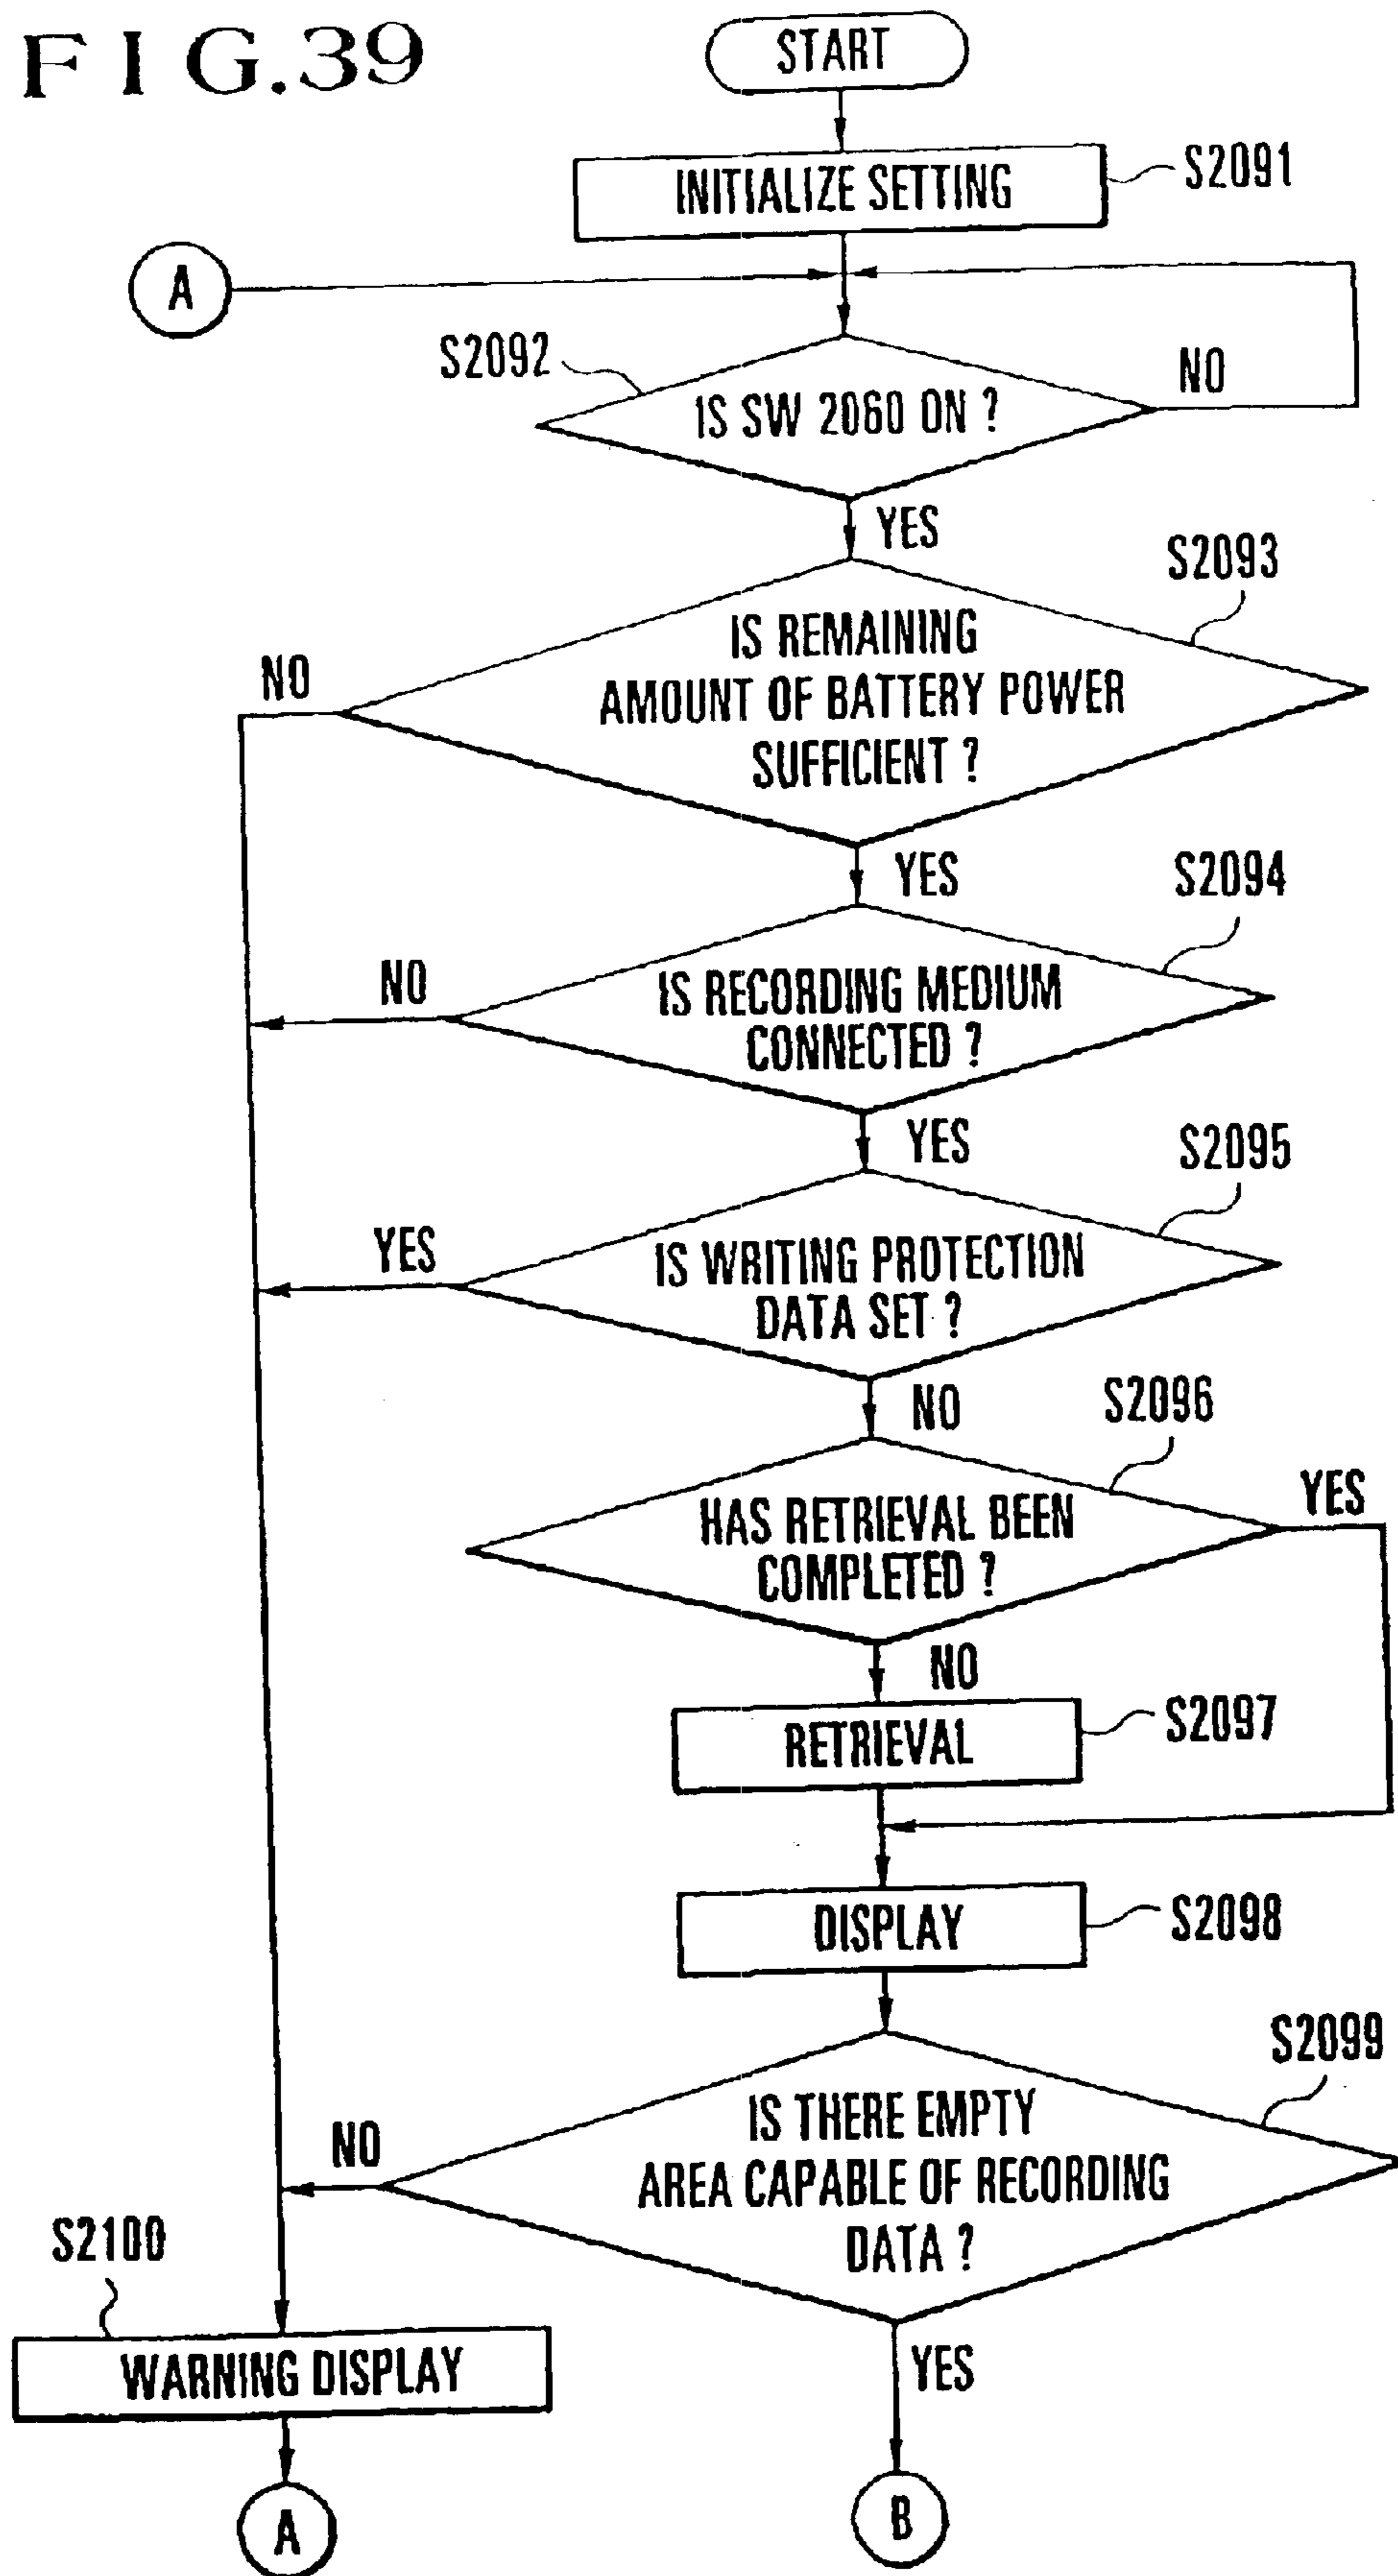 FIG.39
START
INITIALIZE SETTING
S2091
A
S2092
IS SW 2060 ON ?
NO
YES
S2093
IS REMAINING
AMOUNT OF BATTERY POWER
SUFFICIENT ?
NO
YES
S2094
IS RECORDING MEDIUM
CONNECTED ?
NO
YES
S2095
IS WRITING PROTECTION
DATA SET ?
YES
NO
S2096
HAS RETRIEVAL BEEN
COMPLETED ?
YES
NO
RETRIEVAL
S2097
DISPLAY
S2098
S2099
IS THERE EMPTY
AREA CAPABLE OF RECORDING
DATA ?
NO
YES
S2100
WARNING DISPLAY
A
B